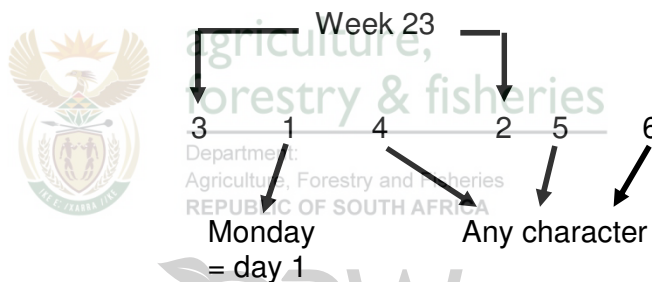 Week 23
agriculture,
forestry & fisheries
3 1 4 2 5 6
Department:
Agriculture, Forestry and Fisheries
REPUBLIC OF SOUTH AFRICA
Monday Any character
= day 1